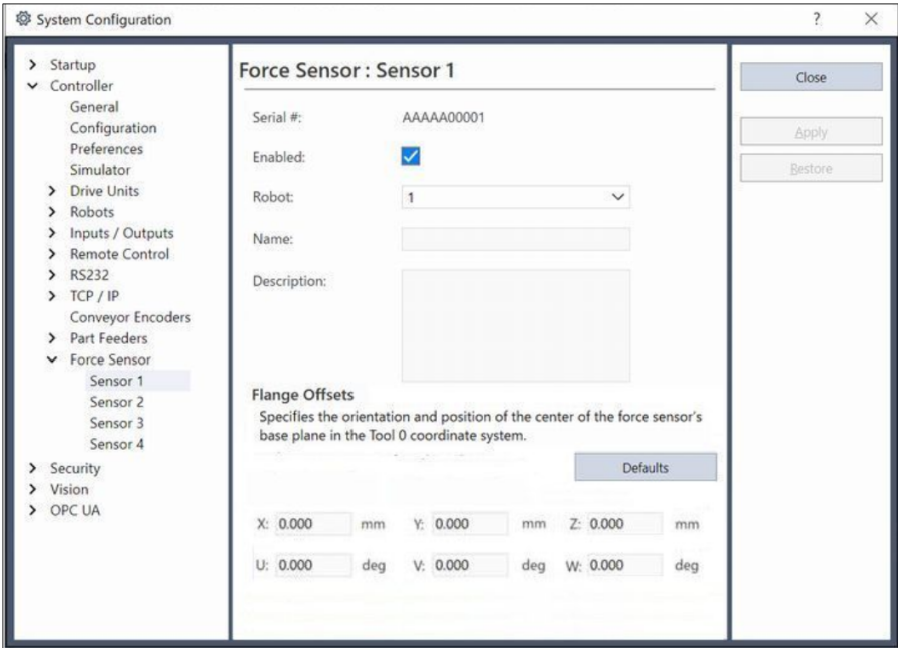 System Configuration
?
Startup
Controller
General
Configuration
Preferences
Simulator
Drive Units
Robots
Inputs / Outputs
Remote Control
RS232
TCP / IP
Conveyor Encoders
Part Feeders
Force Sensor
Sensor 1
Sensor 2
Sensor 3
Sensor 4
Security
Vision
OPC UA
Force Sensor : Sensor 1
Serial #: AAAAA00001
Enabled:
Robot: 1
Name:
Description:
Flange Offsets
Specifies the orientation and position of the center of the force sensor's
base plane in the Tool 0 coordinate system.
Defaults
X: 0.000 mm Y: 0.000 mm Z: 0.000 mm
U: 0.000 deg V: 0.000 deg W: 0.000 deg
Close
Apply
Restore